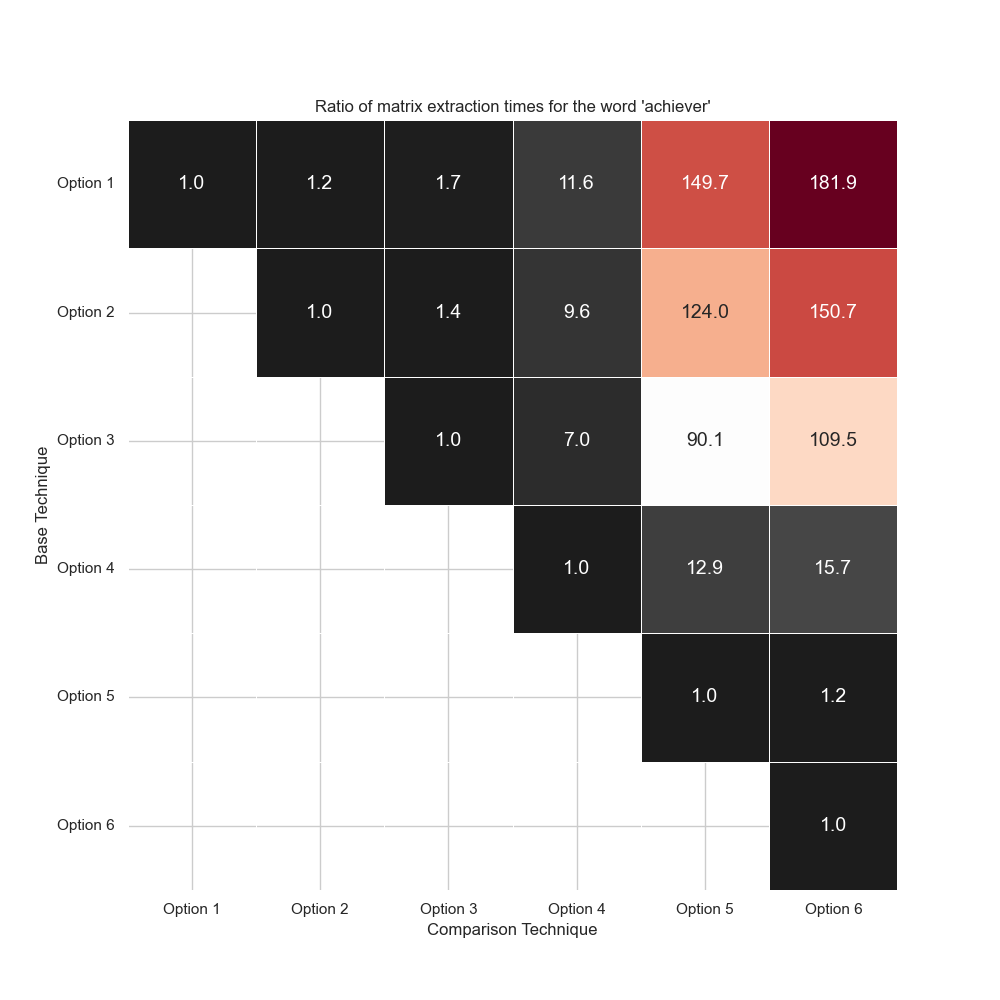 Ratio of matrix extraction times for the word 'achiever'
Option 1 1.0 1.2 1.7 11.6 149.7 181.9
Option 2 1.0 1.4 9.6 124.0 150.7
Option 3 1.0 7.0 90.1 109.5
Base Technique
Option 4 1.0 12.9 15.7
Option 5 1.0 1.2
Option 6 1.0
Option 1 Option 2 Option 3 Option 4 Option 5 Option 6
Comparison Technique